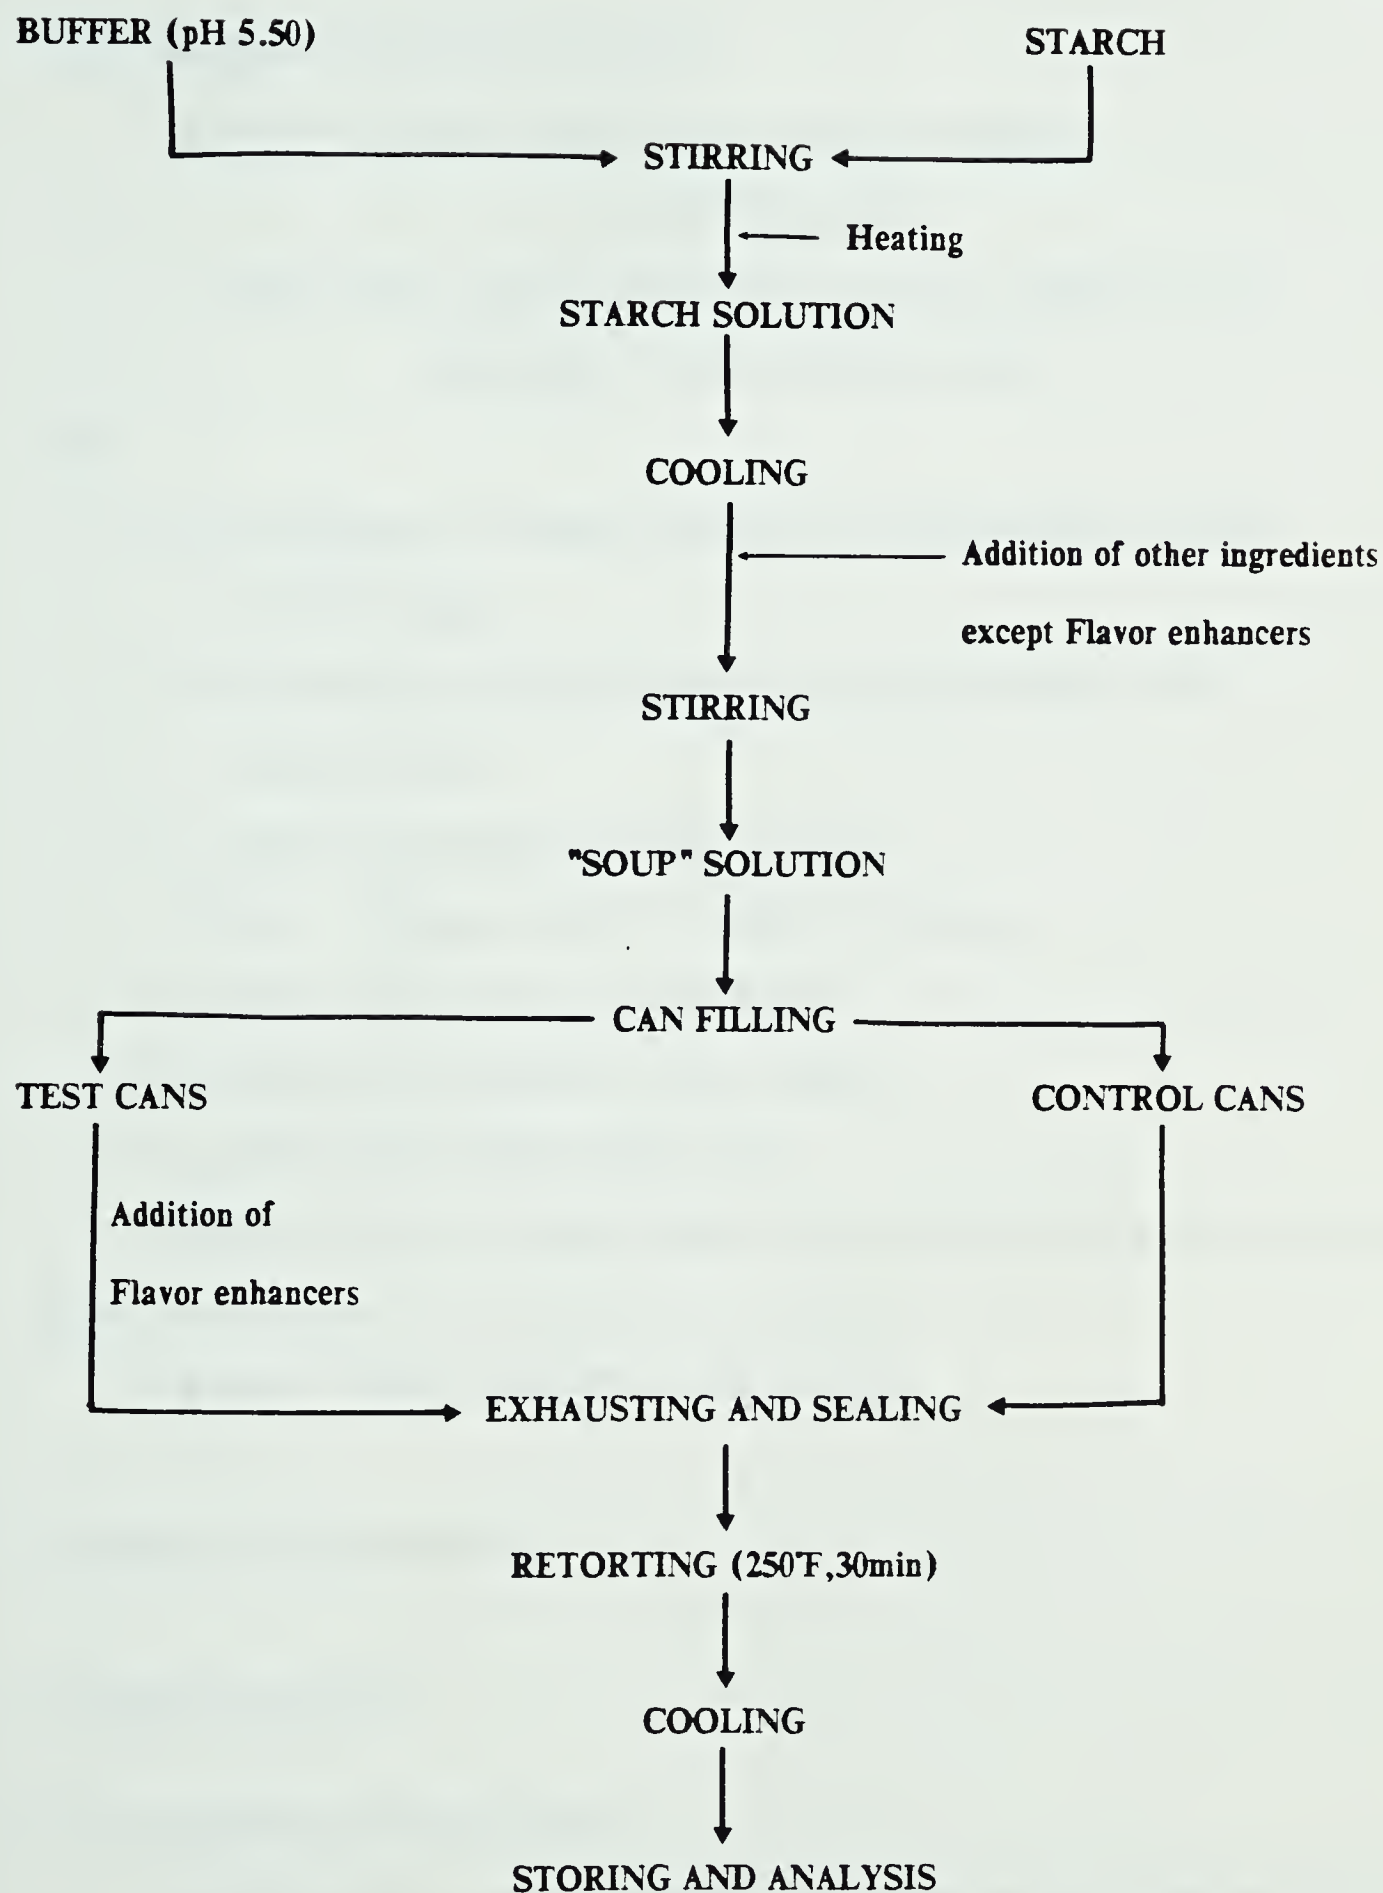 BUFFER (pH 5.50)
STARCH
STIRRING
Heating
STARCH SOLUTION
COOLING
Addition of other ingredients
except Flavor enhancers
STIRRING
"SOUP" SOLUTION
CAN FILLING
TEST CANS
CONTROL CANS
Addition of
Flavor enhancers
EXHAUSTING AND SEALING
RETORTING (250°F,30min)
COOLING
STORING AND ANALYSIS